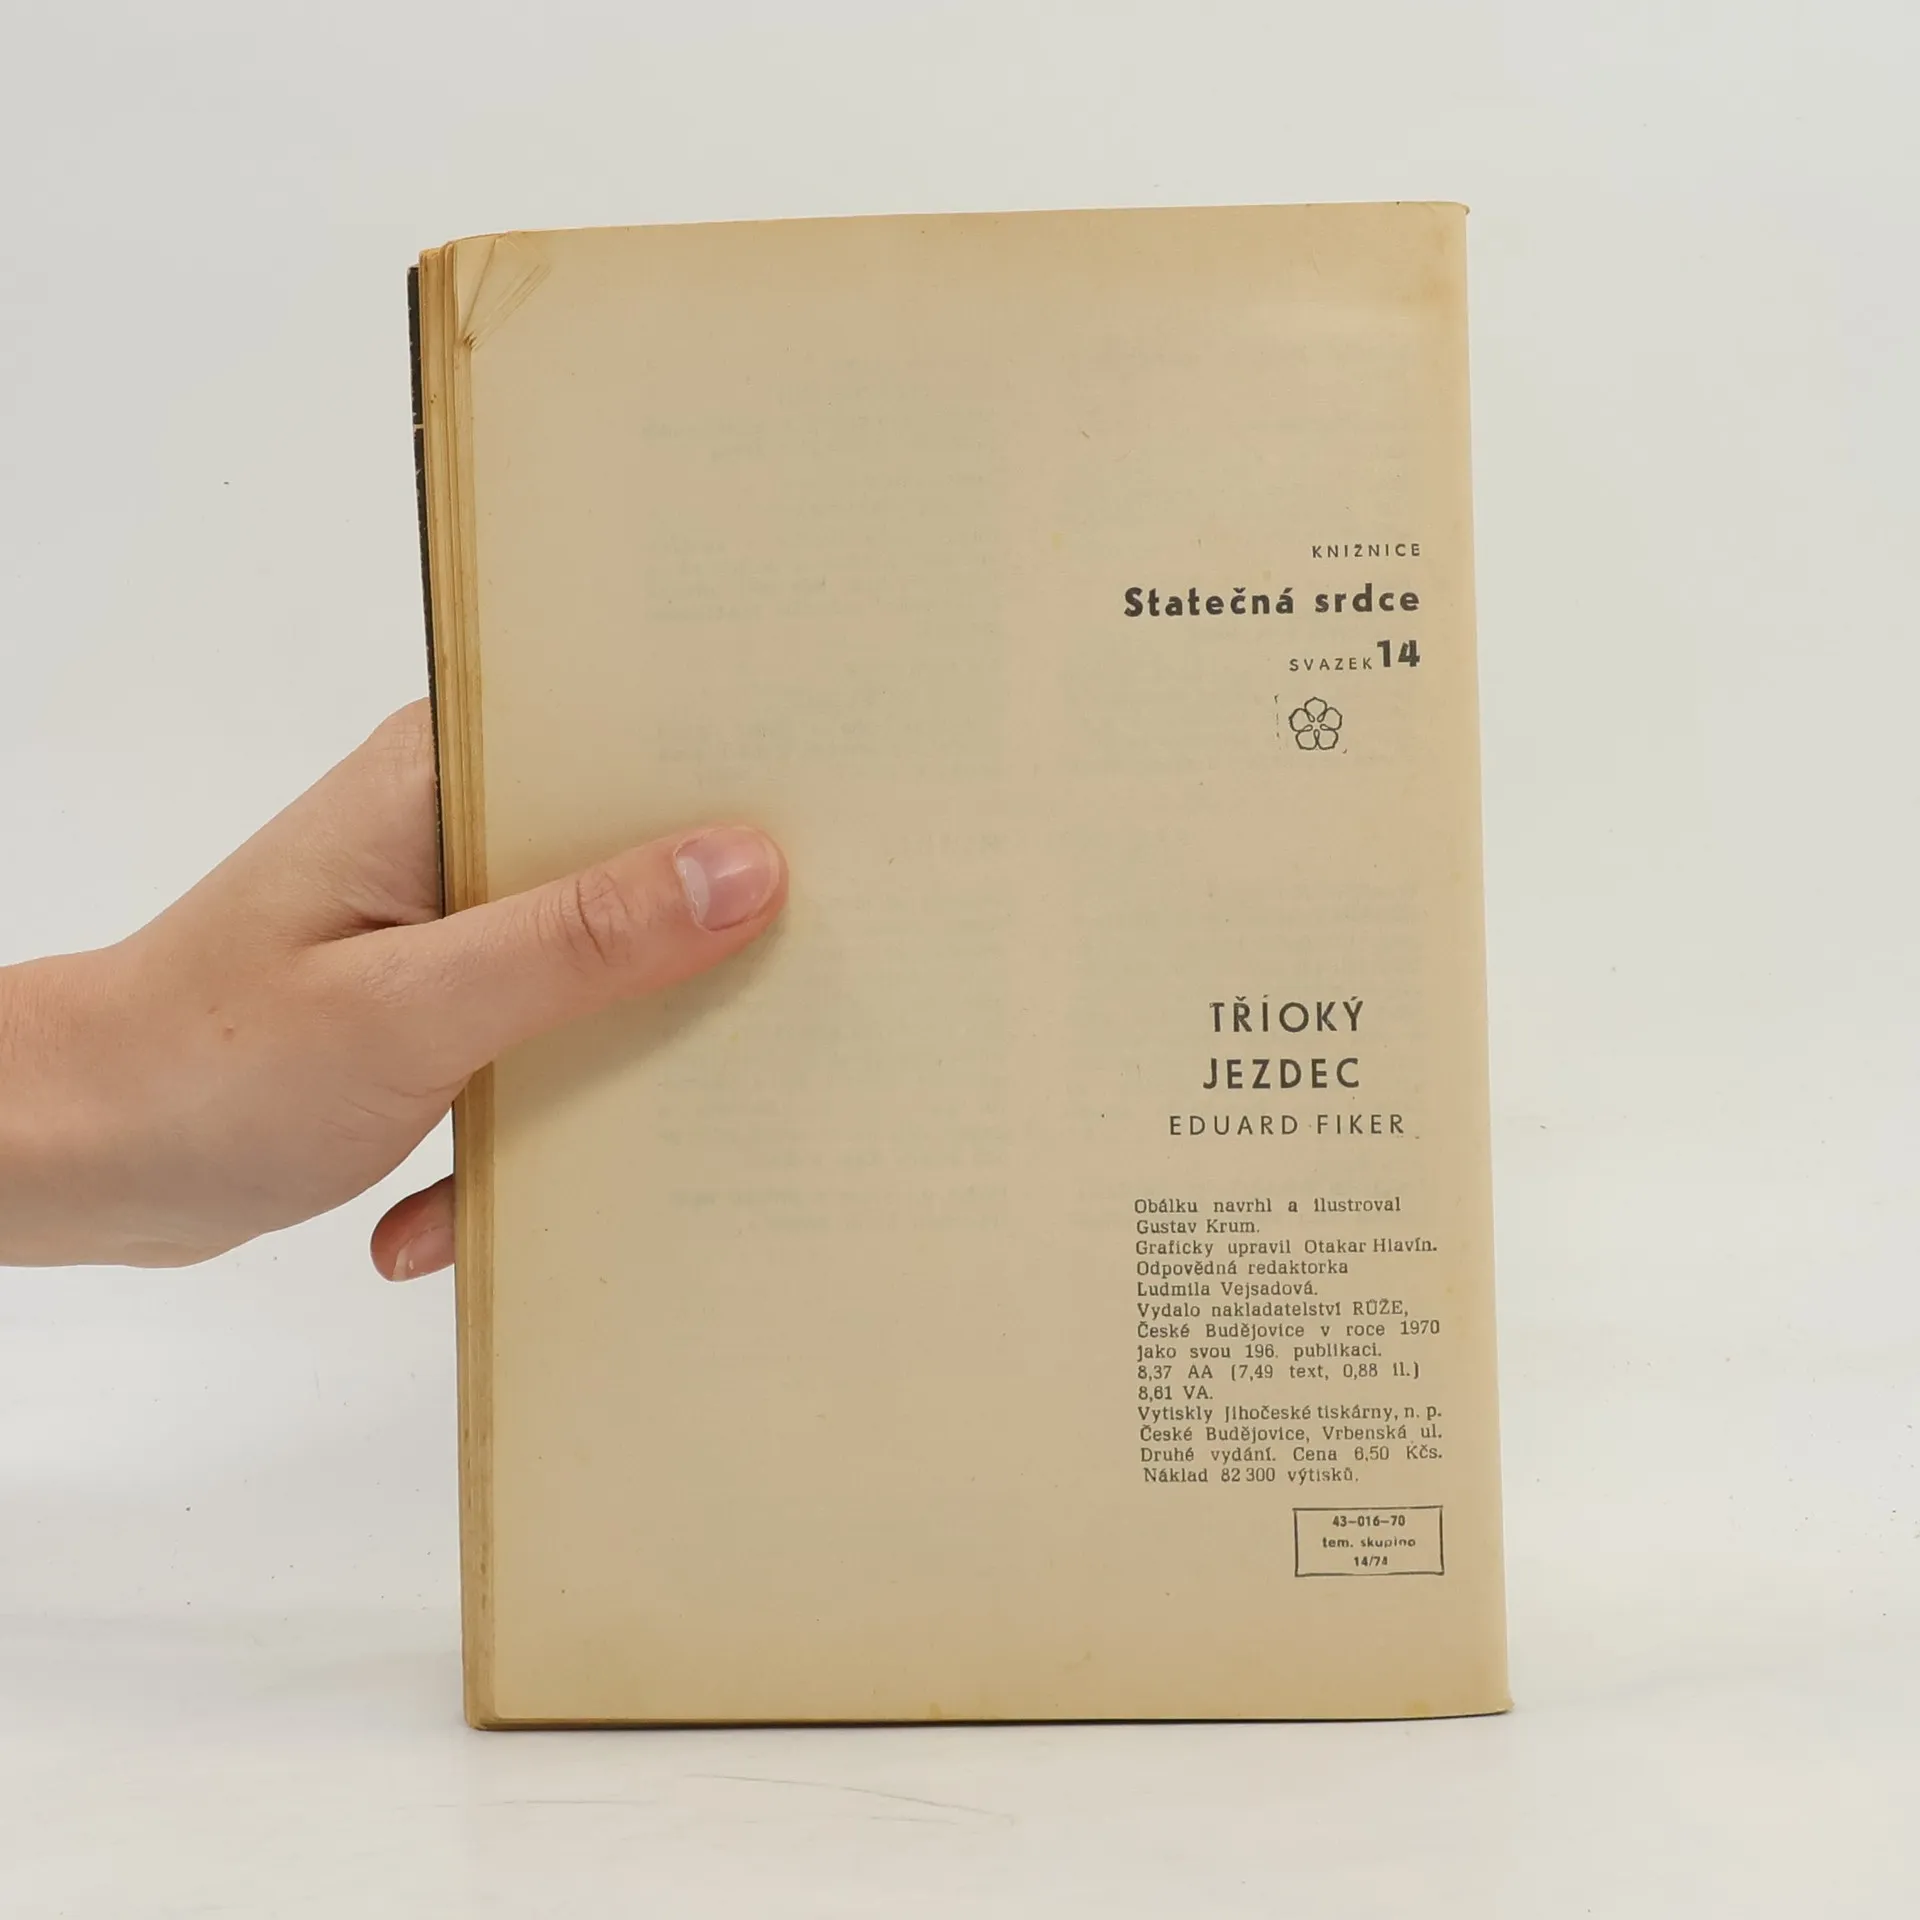 KNIŽNICE
Statečná srdce
SVAZEK 14
TŘÍOKÝ
JEZDEC
EDUARD FIKER
Obálku navrhl a ilustroval
Gustav Krum.
Graficky upravil Otakar Hlavín.
Odpovědná redaktorka
Ludmila Vejsadová.
Vydalo nakladatelství RŮŽE,
České Budějovice v roce 1970
jako svou 196. publikaci.
8,37 AA (7,49 text, 0,88 il.)
8,61 VA.
Vytiskly Jihočeské tiskárny, n. p.
České Budějovice, Vrbenská ul.
Druhé vydání. Cena 6,50 Kčs.
Náklad 82 300 výtisků.
43-016-70
tem. skupina
14/74